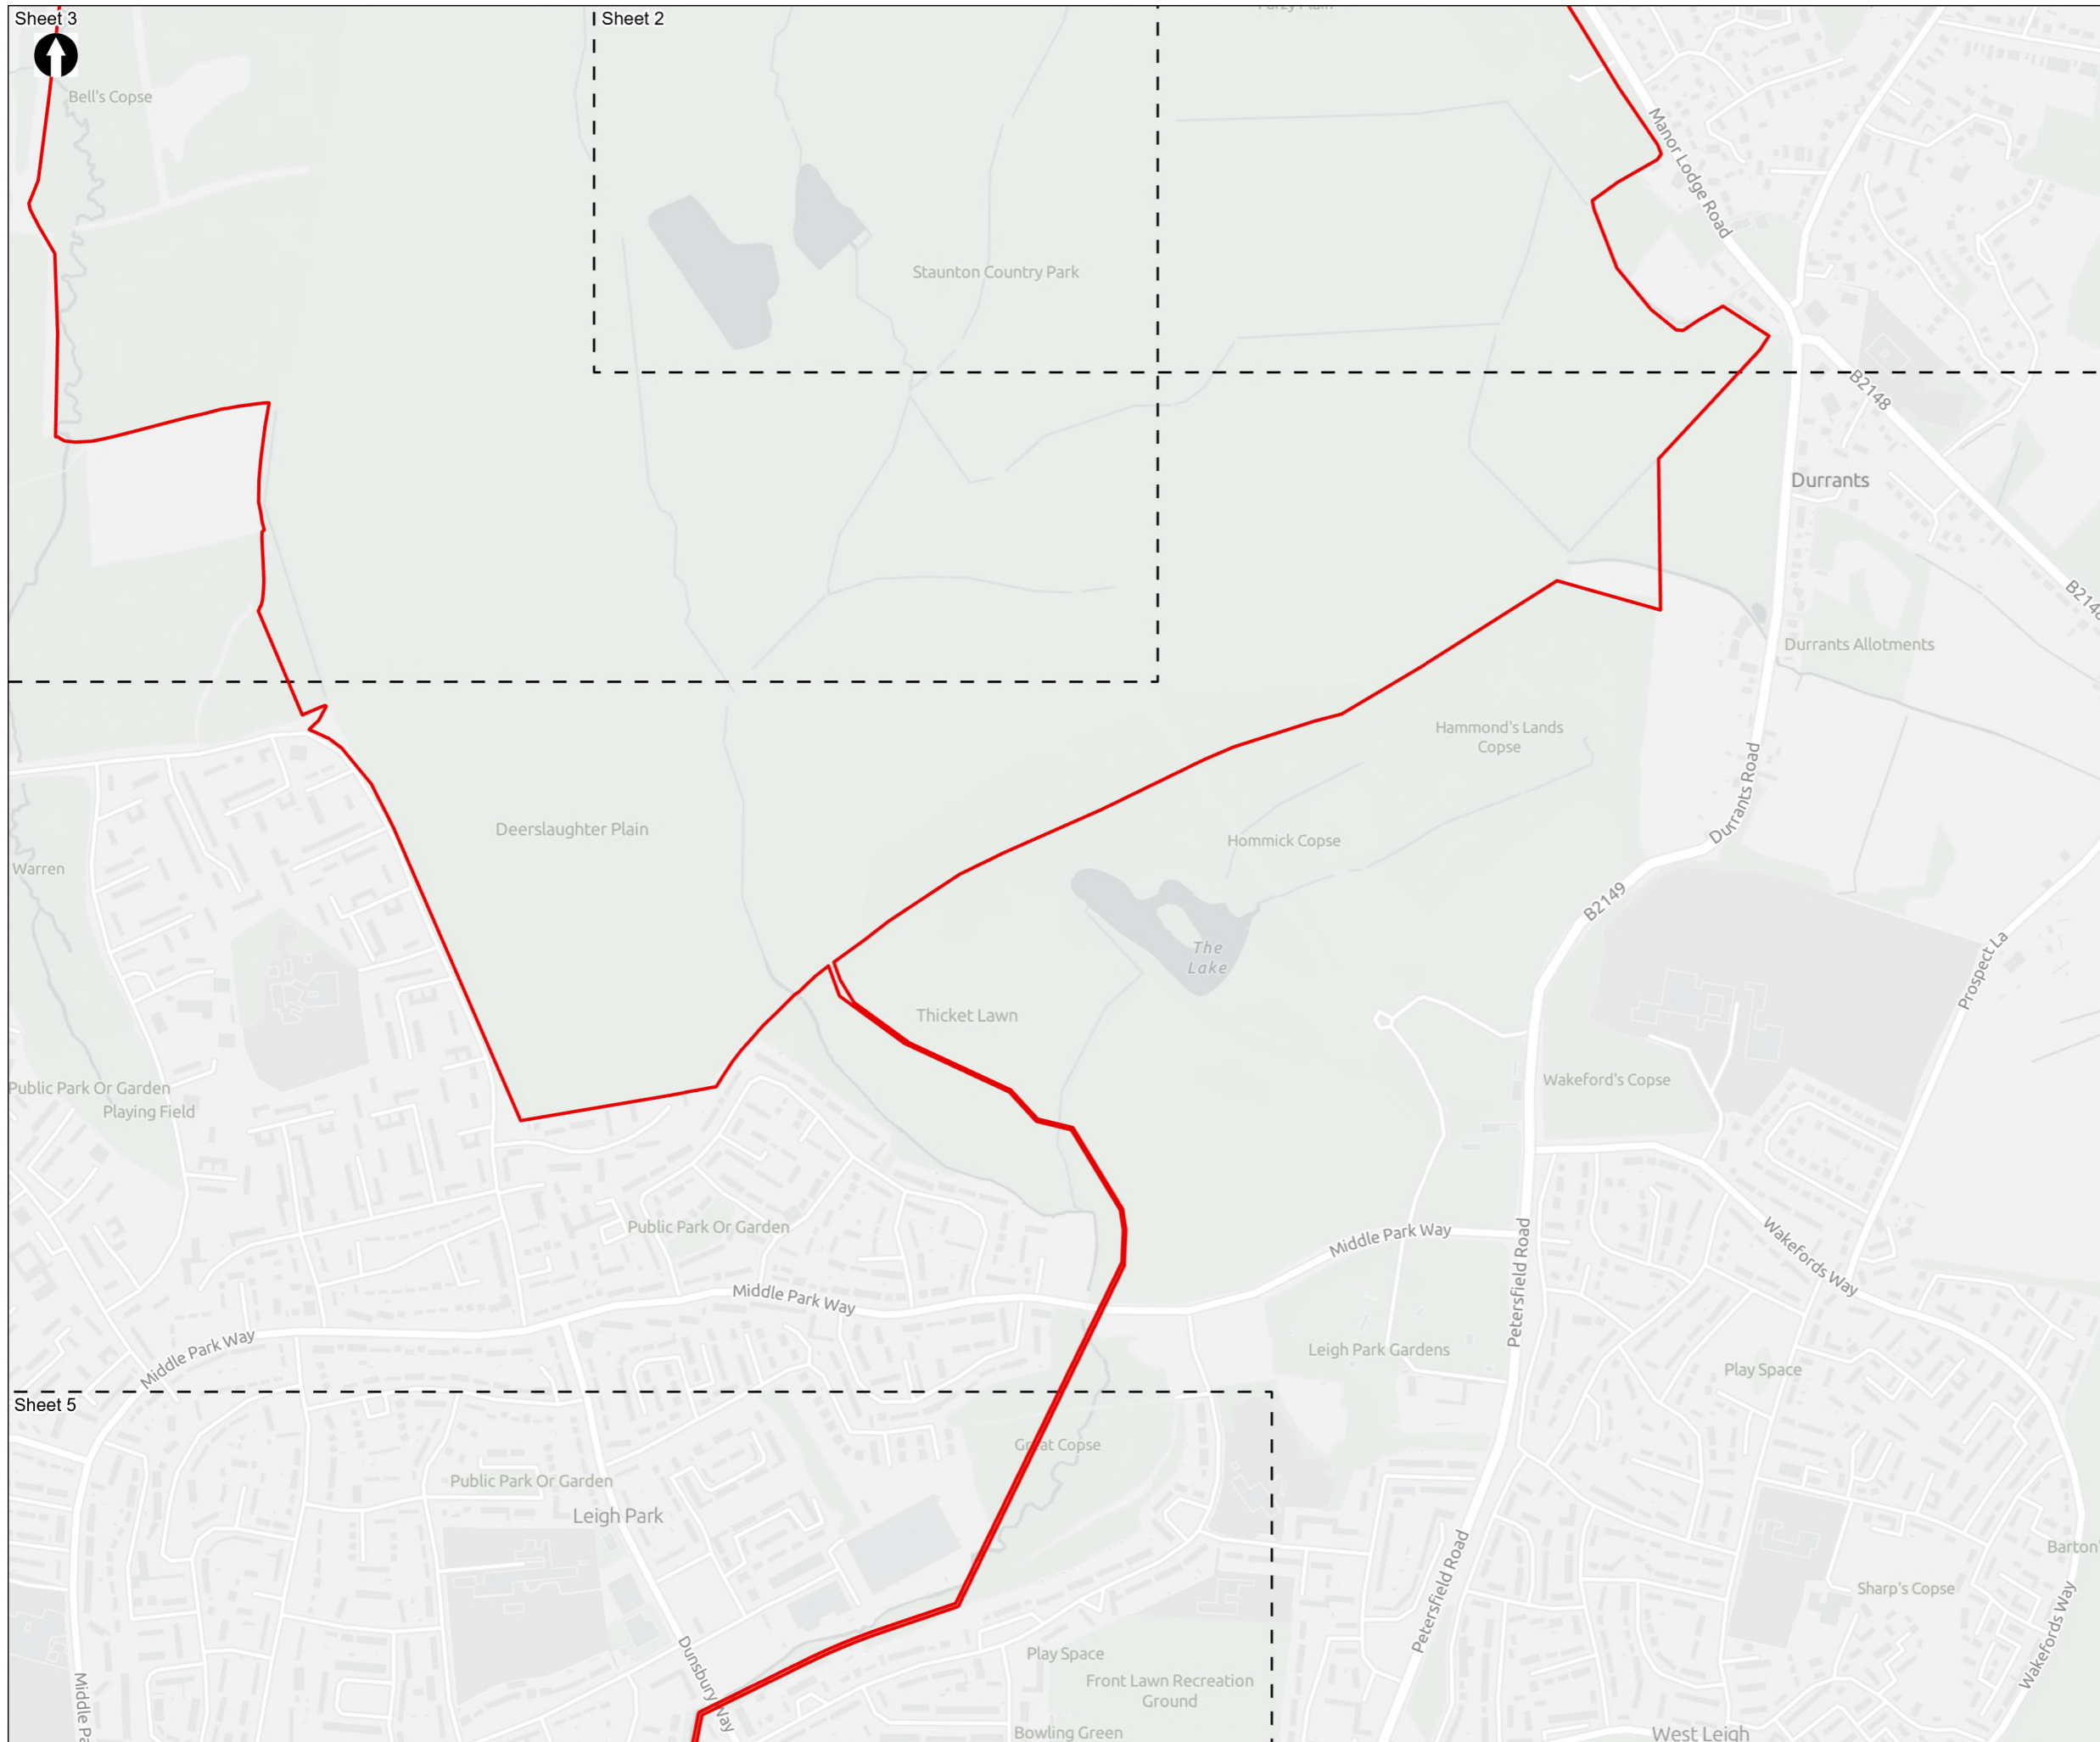 Sheet 3
Sheet 2
Bell's Copse
Manor Lodge Road
Staunton Country Park
B2148
Durrants
B2148
Durrants Allotments
Hammond's Lands
Copse
Durrants Road
Deerslaughter Plain
Hommick Copse
Warren
B2149
The
Lake
Prospect La
Thicket Lawn
Wakeford's Copse
Public Park Or Garden
Playing Field
Public Park Or Garden
Middle Park Way
Petersfield Road
Wakefords Way
Middle Park Way
Middle Park Way
Leigh Park Gardens
Play Space
Sheet 5
Great Copse
Public Park Or Garden
Leigh Park
Barton'
Sharp's Copse
Petersfield Road
Wakefords Way
Dunsbury Way
Play Space
Front Lawn Recreation
Ground
Middle Pa
Bowling Green
West Leigh